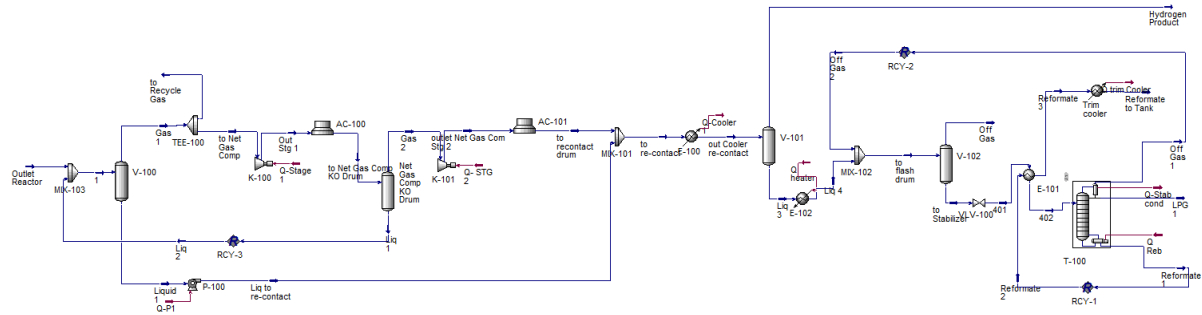 Hydrogen
Product
to
Recycle
Gas
Gas
1
TEE-100
to Net
Gas
Comp
Out
Stg 1
AC-100
K-100
Q-Stage
1
to Net Gas Comp
KO Drum
Gas
2
outlet Net Gas Com
Stg 2
AC-101
to
recontact
drum
Net
Gas
Comp
KO
Drum
K-101
Q- STG
2
MIX-101
to
re-contact
Q-Cooler
E-100
out Cooler
re-contact
V-101
Off
Gas
2
RCY-2
Outlet
Reactor
MIX-103
1
V-100
Liq
1
Liq
2
RCY-3
Liquid
1
P-100
Q-P1
Liq to
re-contact
Q
heater
Liq
3
E-102
Liq 4
MIX-102
to
flash
drum
V-102
Off
Gas
to
Stabilizer
VLV-100
401
E-101
402
Reformate
3
Trim
cooler
Q trim Cooler
Reformate
to Tank
Off
Gas
1
Q-Stab
cond
LPG
1
Q
Reb
T-100
Reformate
2
RCY-1
Reformate
1